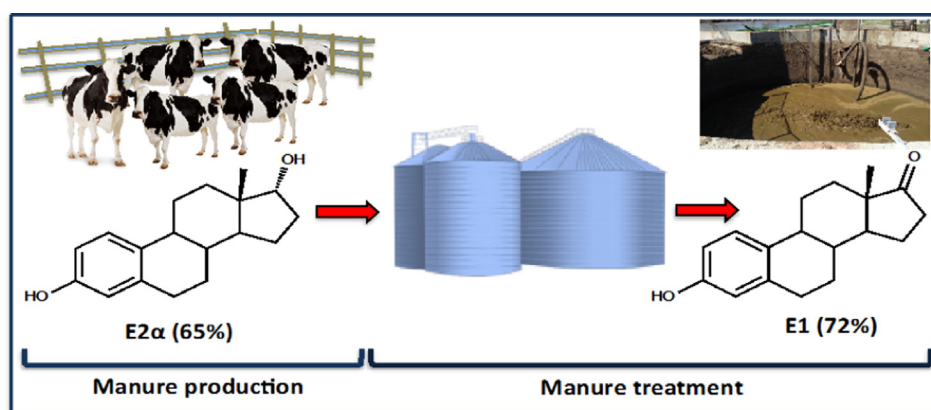 OH
HO
E2α (65%)
O
HO
E1 (72%)
Manure production
Manure treatment